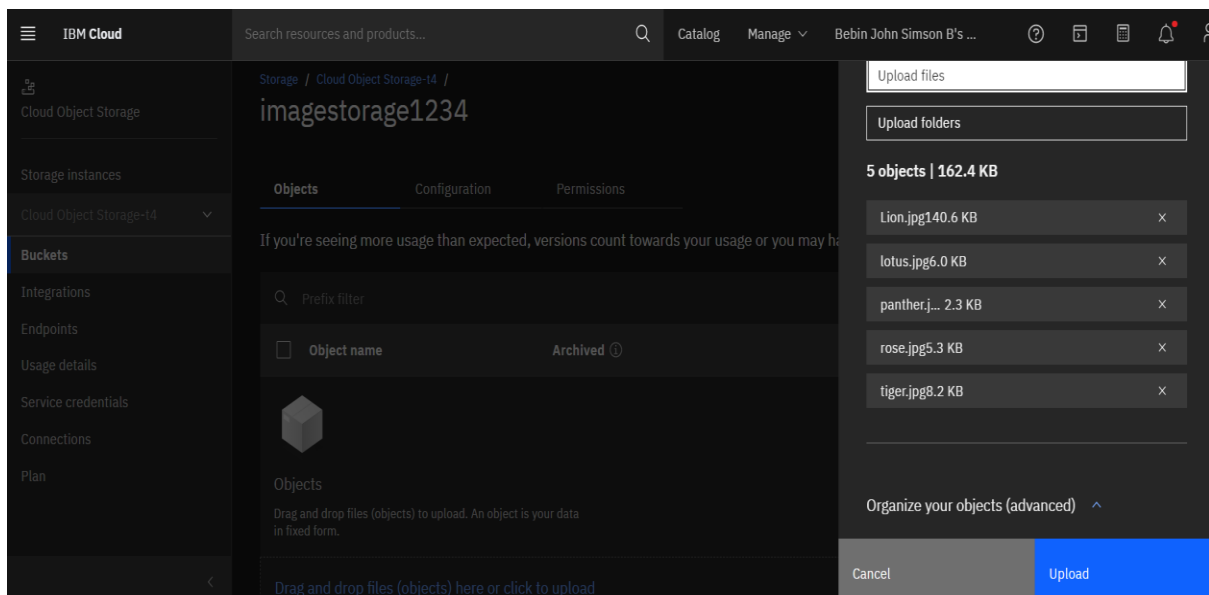 IBM Cloud
Search resources and products...
Catalog
Manage
Bebin John Simson B's ...
Cloud Object Storage
Storage instances
Cloud Object Storage-t4
Buckets
Integrations
Endpoints
Usage details
Service credentials
Connections
Plan
Storage / Cloud Object Storage-t4 /
imagestorage1234
Objects Configuration Permissions
If you're seeing more usage than expected, versions count towards your usage or you may ha
Prefix filter
Object name Archived
Objects
Drag and drop files (objects) to upload. An object is your data
in fixed form.
Drag and drop files (objects) here or click to upload
Upload files
Upload folders
5 objects | 162.4 KB
Lion.jpg140.6 KB
lotus.jpg6.0 KB
panther.j... 2.3 KB
rose.jpg5.3 KB
tiger.jpg8.2 KB
Organize your objects (advanced)
Cancel
Upload